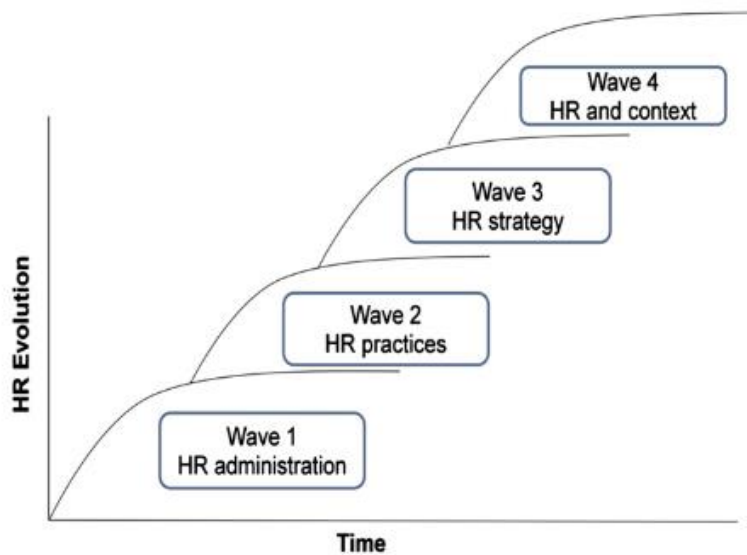 Wave 4
HR and context
Wave 3
HR strategy
Wave 2
HR practices
Wave 1
HR administration
HR Evolution
Time